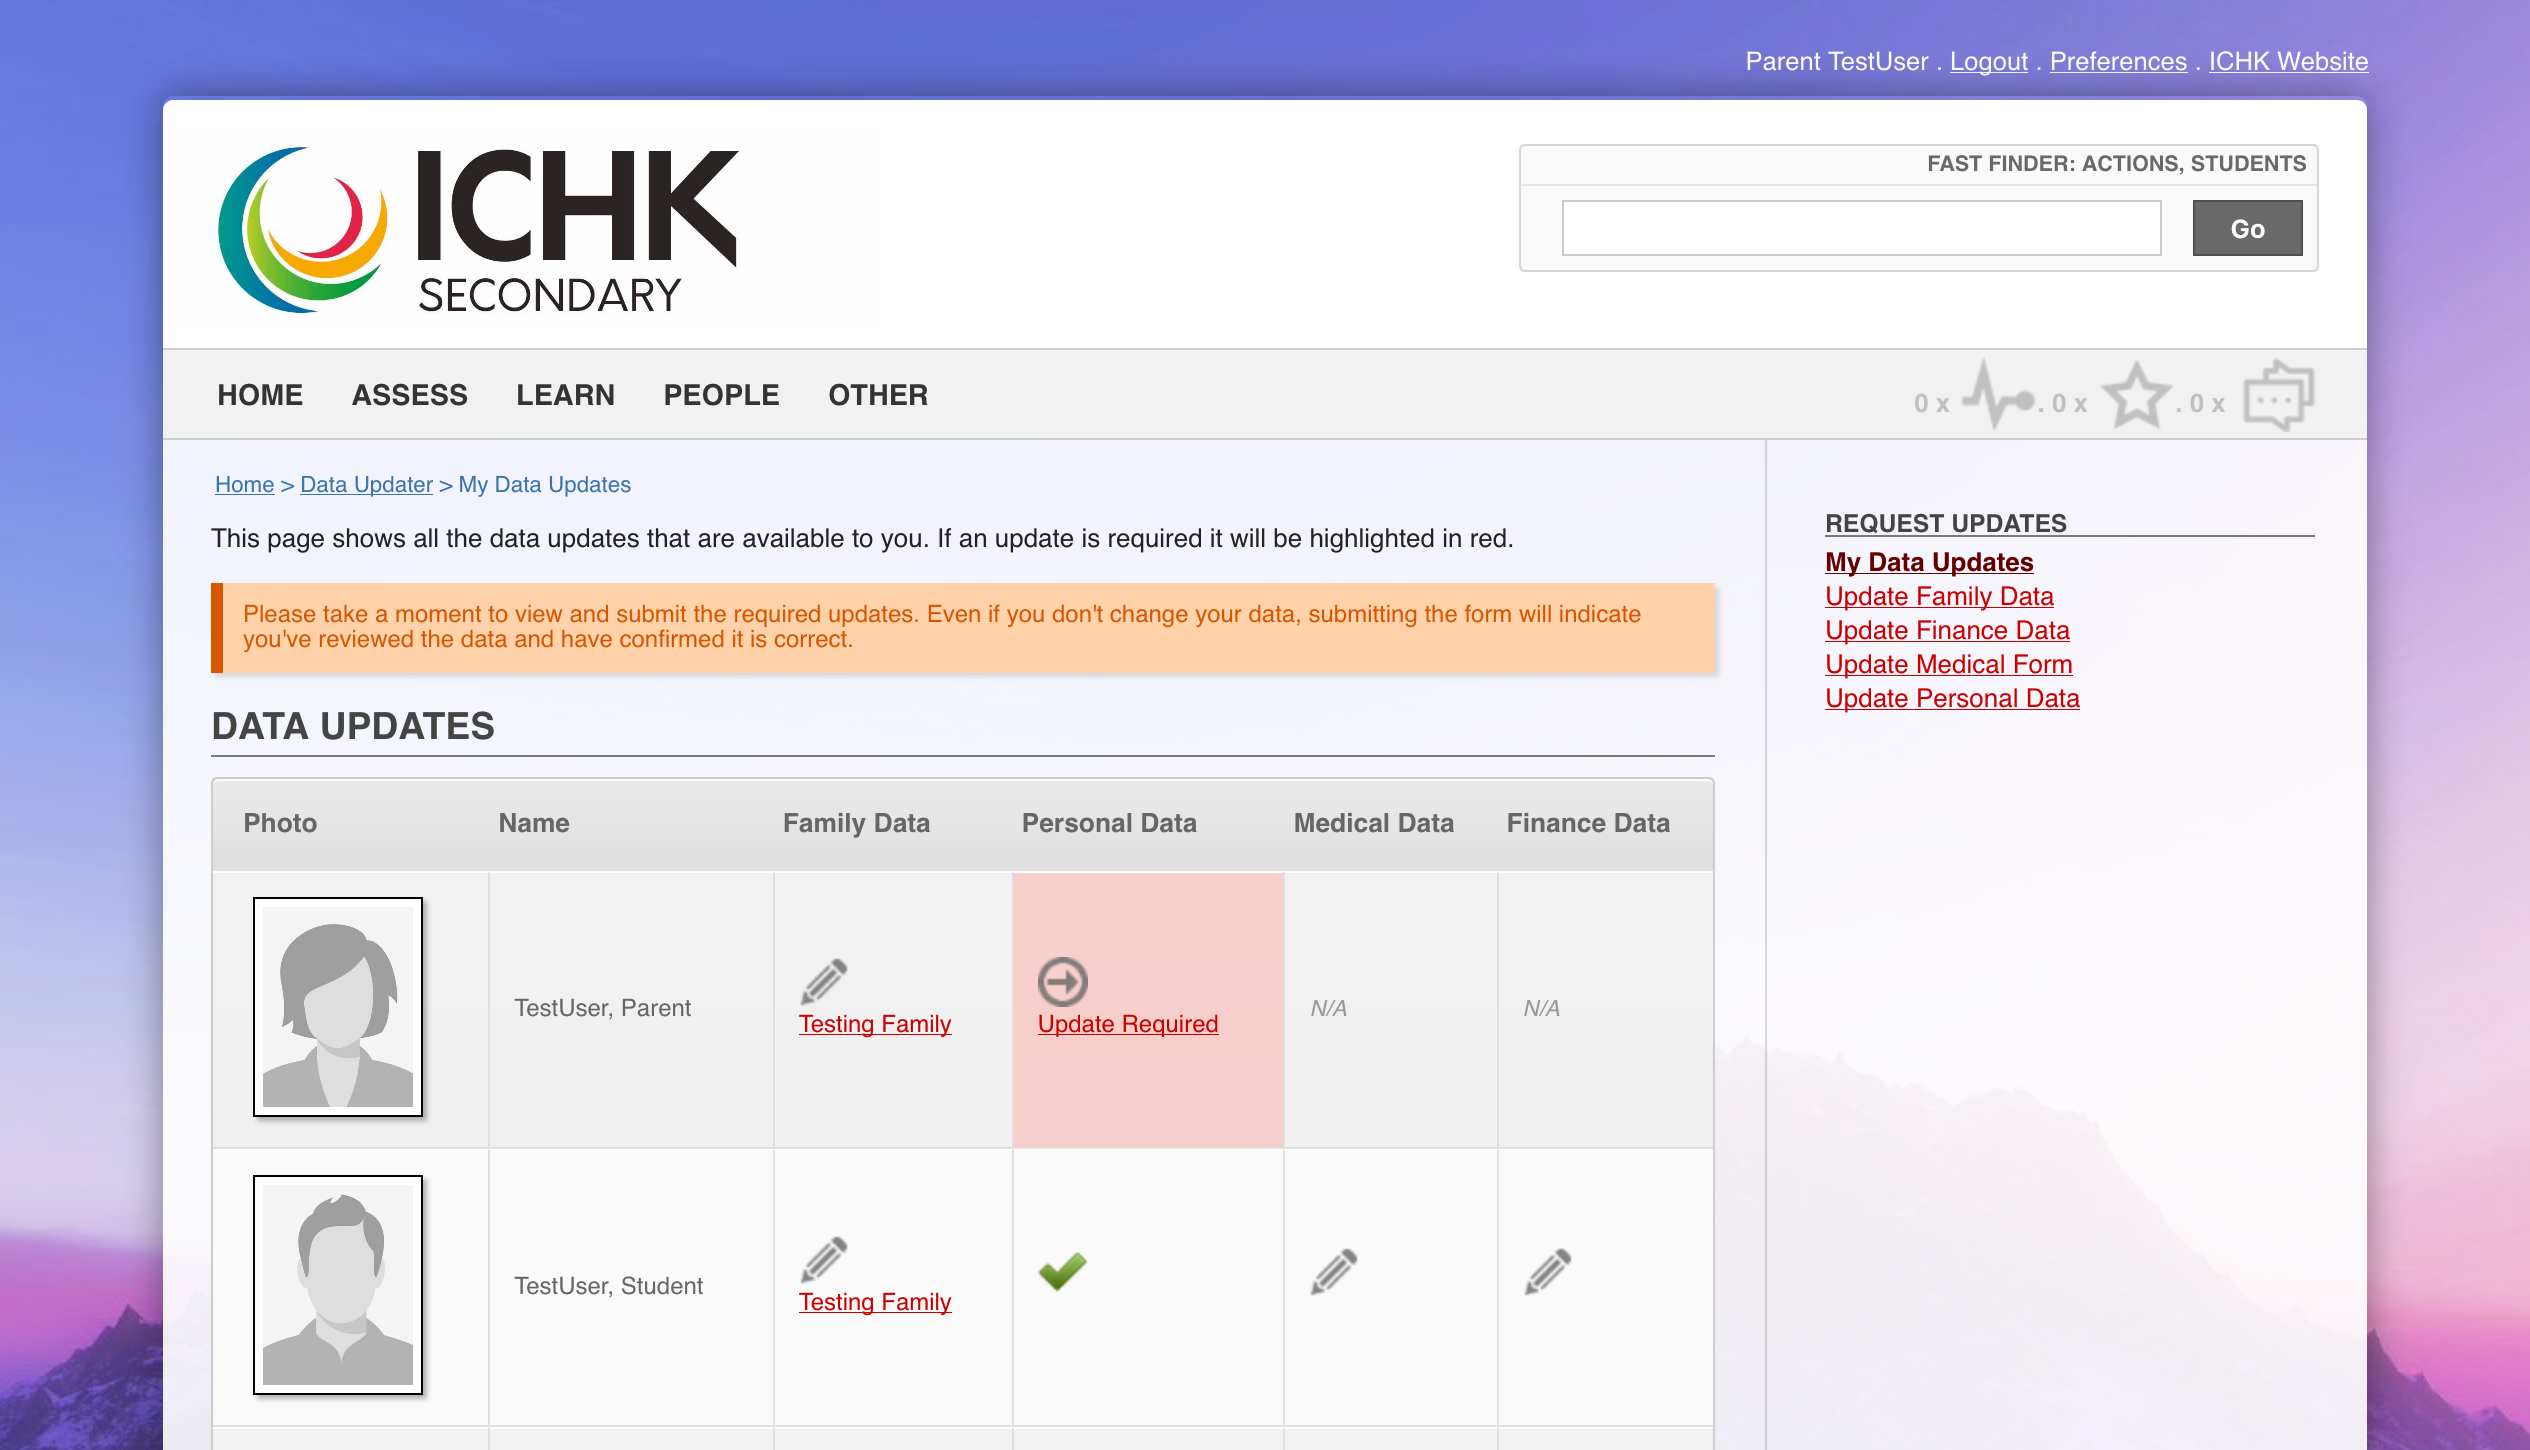 Parent TestUser . Logout . Preferences . ICHK Website
ICHK
SECONDARY
FAST FINDER: ACTIONS, STUDENTS
Go
HOME ASSESS LEARN PEOPLE OTHER
0 x . 0 x . 0 x
Home > Data Updater > My Data Updates
This page shows all the data updates that are available to you. If an update is required it will be highlighted in red.
Please take a moment to view and submit the required updates. Even if you don't change your data, submitting the form will indicate
you've reviewed the data and have confirmed it is correct.
DATA UPDATES
Photo Name Family Data Personal Data Medical Data Finance Data
TestUser, Parent Testing Family Update Required N/A N/A
TestUser, Student Testing Family
REQUEST UPDATES
My Data Updates
Update Family Data
Update Finance Data
Update Medical Form
Update Personal Data